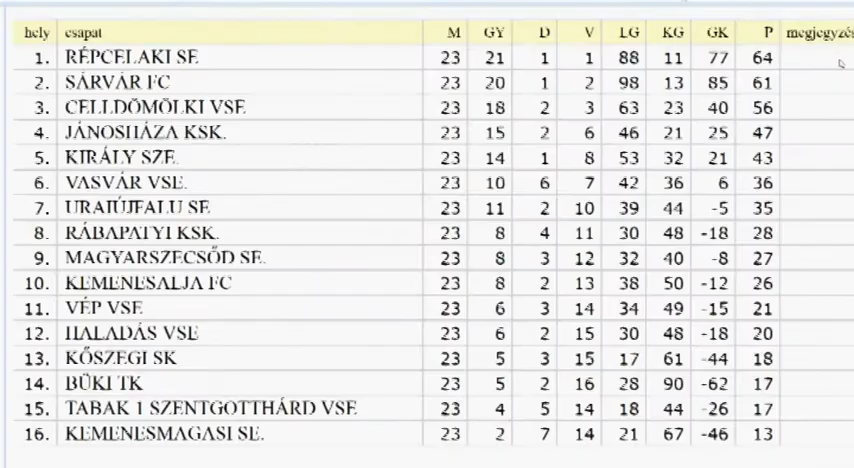 hely csapat M GY D V LG KG GK P megjegyzés
1. RÉPCELAKI SE 23 21 1 1 88 11 77 64
2. SÁRVÁR FC 23 20 1 2 98 13 85 61
3. CELLDÖMÖLKI VSE 23 18 2 3 63 23 40 56
4. JÁNOSHÁZA KSK. 23 15 2 6 46 21 25 47
5. KIRÁLY SZE. 23 14 1 8 53 32 21 43
6. VASVÁR VSE. 23 10 6 7 42 36 6 36
7. URAIÚJFALU SE 23 11 2 10 39 44 -5 35
8. RÁBAPATYI KSK. 23 8 4 11 30 48 -18 28
9. MAGYARSZECSŐD SE. 23 8 3 12 32 40 -8 27
10. KEMENESALJA FC 23 8 2 13 38 50 -12 26
11. VÉP VSE 23 6 3 14 34 49 -15 21
12. HALADÁS VSE 23 6 2 15 30 48 -18 20
13. KŐSZEGI SK 23 5 3 15 17 61 -44 18
14. BÜKI TK 23 5 2 16 28 90 -62 17
15. TABAK 1 SZENTGOTTHÁRD VSE 23 4 5 14 18 44 -26 17
16. KEMENESMAGASI SE. 23 2 7 14 21 67 -46 13